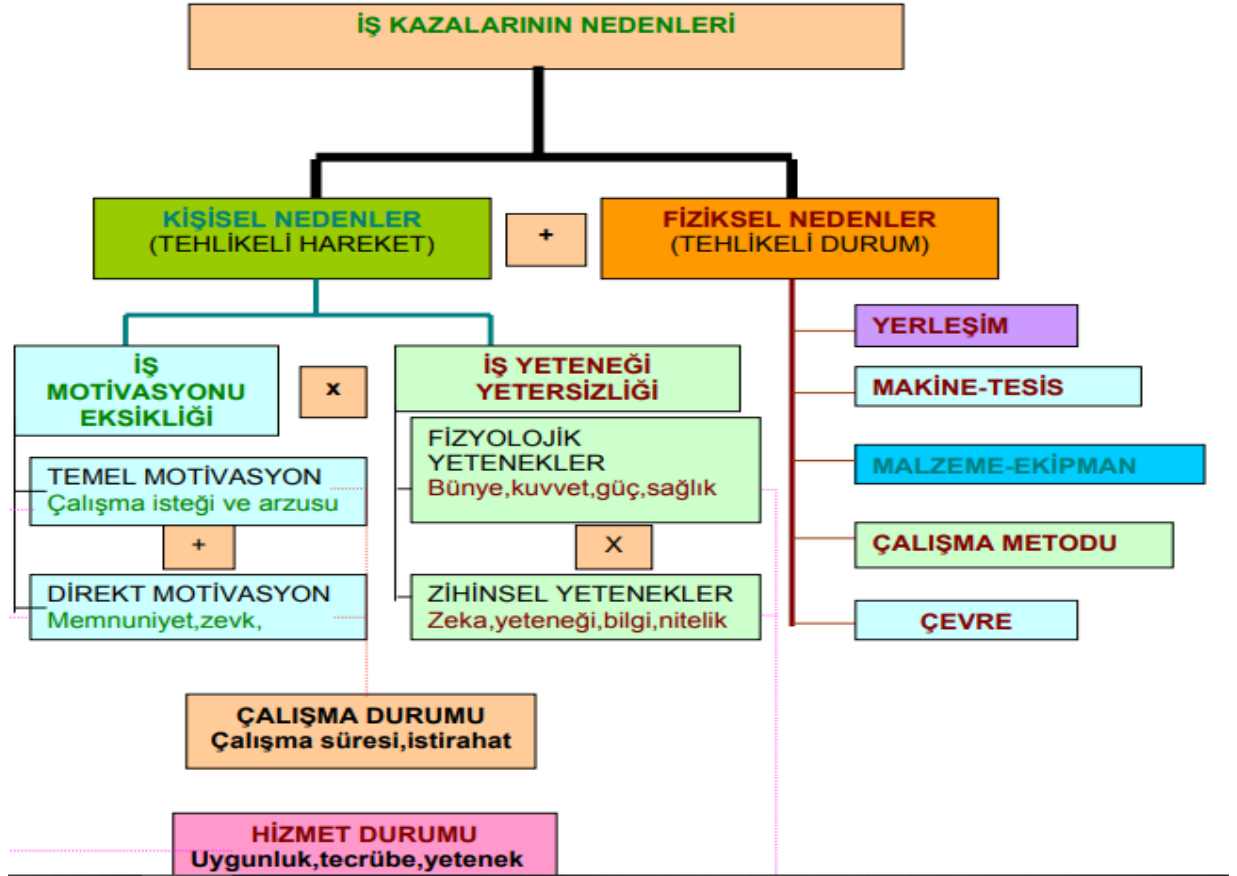 İŞ KAZALARININ NEDENLERİ
KİŞİSEL NEDENLER
(TEHLİKELİ HAREKET)
+
FİZİKSEL NEDENLER
(TEHLİKELİ DURUM)
İŞ
MOTİVASYONU
EKSİKLİĞİ
x
İŞ YETENEĞİ
YETERSİZLİĞİ
TEMEL MOTİVASYON
Çalışma isteği ve arzusu
+
DİREKT MOTİVASYON
Memnuniyet,zevk,
FİZYOLOJİK
YETENEKLER
Bünye,kuvvet,güç,sağlık
X
ZİHİNSEL YETENEKLER
Zeka,yeteneği,bilgi,nitelik
YERLEŞİM
MAKİNE-TESİS
MALZEME-EKİPMAN
ÇALIŞMA METODU
ÇEVRE
ÇALIŞMA DURUMU
Çalışma süresi,istirahat
HİZMET DURUMU
Uygunluk,tecrübe,yetenek